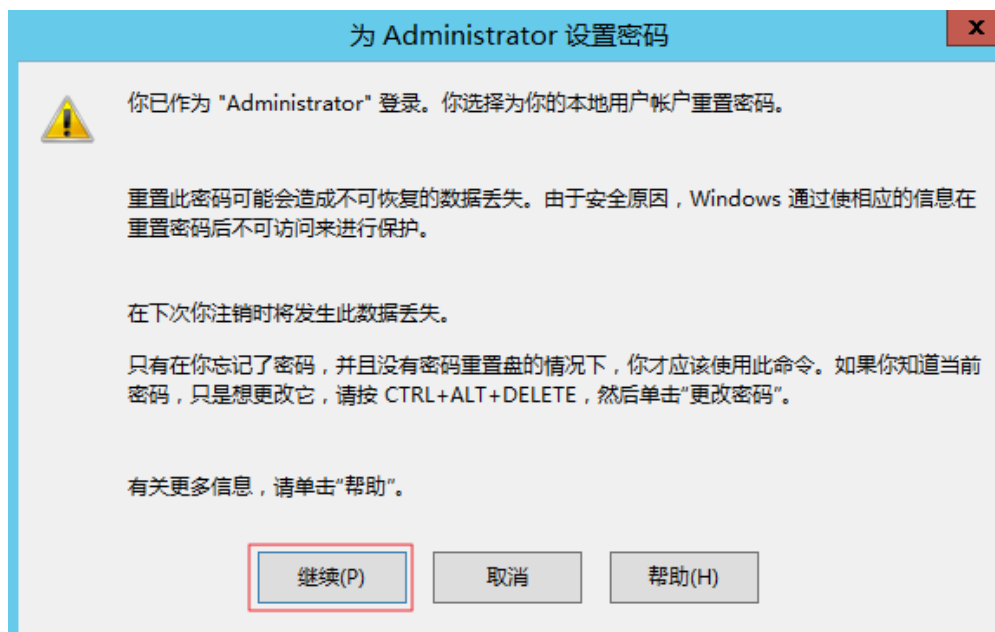 为 Administrator 设置密码
x
你已作为 "Administrator" 登录。你选择为你的本地用户帐户重置密码。
重置此密码可能会造成不可恢复的数据丢失。由于安全原因，Windows 通过使相应的信息在
重置密码后不可访问来进行保护。
在下次你注销时将发生此数据丢失。
只有在你忘记了密码，并且没有密码重置盘的情况下，你才应该使用此命令。如果你知道当前
密码，只是想更改它，请按 CTRL+ALT+DELETE，然后单击“更改密码”。
有关更多信息，请单击“帮助”。
继续(P) 取消 帮助(H)